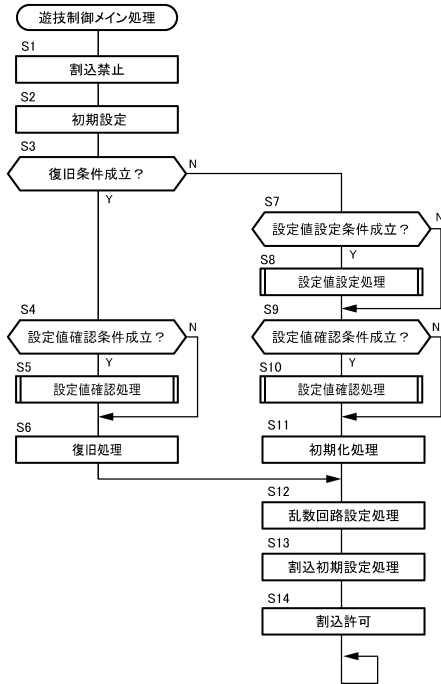 遊技制御メイン処理
S1
割込禁止
S2
初期設定
S3
復旧条件成立？
N
Y
S7
設定値設定条件成立？
N
Y
S8
設定値設定処理
S4
設定値確認条件成立？
N
Y
S5
設定値確認処理
S9
設定値確認条件成立？
N
Y
S10
設定値確認処理
S6
復旧処理
S11
初期化処理
S12
乱数回路設定処理
S13
割込初期設定処理
S14
割込許可